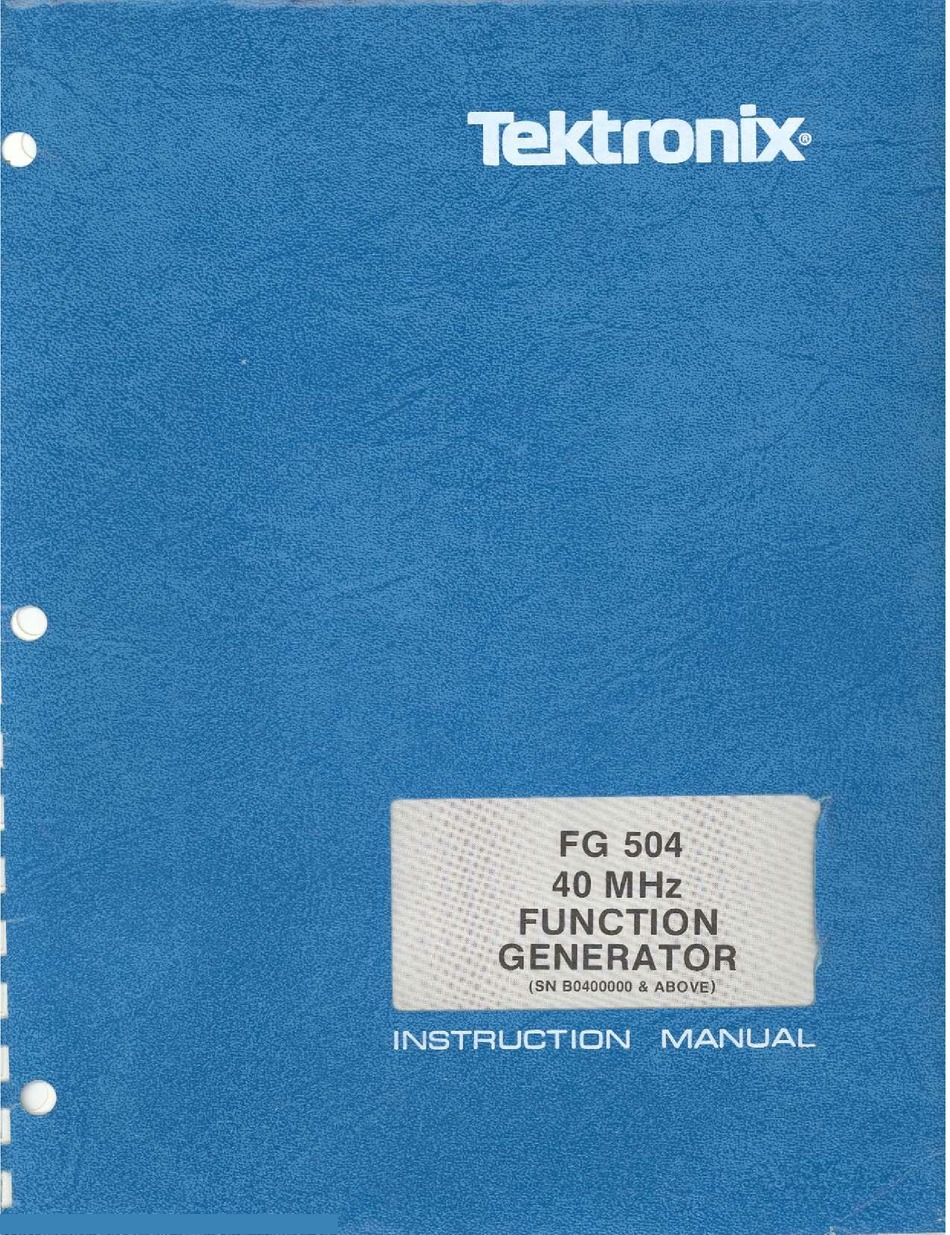 Tektronix®
FG 504
40 MHz
FUNCTION
GENERATOR
(SN B0400000 & ABOVE)
INSTRUCTION MANUAL